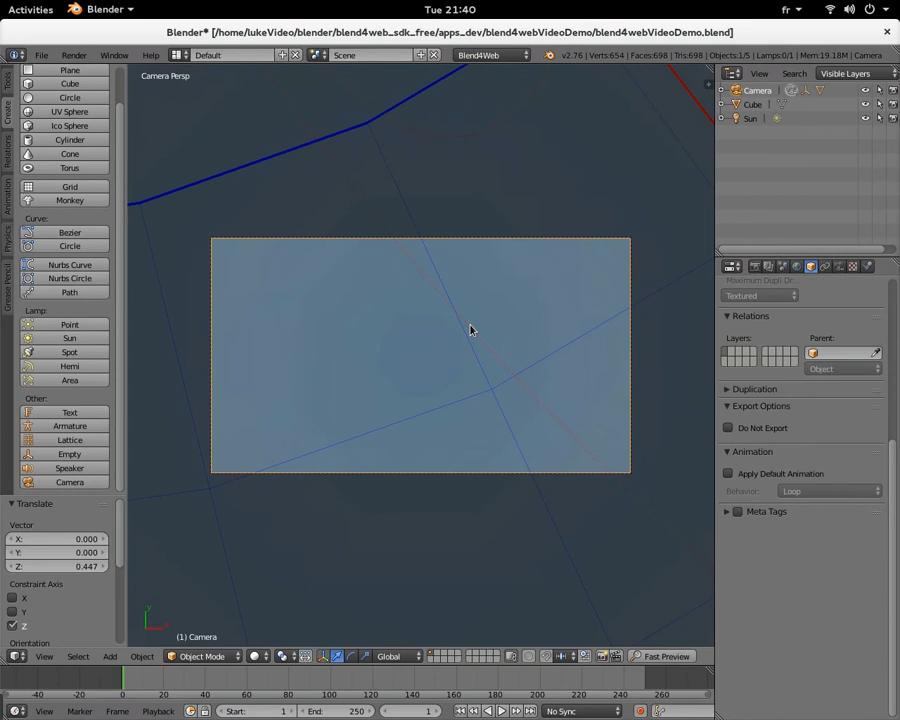 Activities Blender Tue 21:40 fr
Blender* [/home/lukeVideo/blender/blend4web_sdk_free/apps_dev/blend4webVideoDemo/blend4webVideoDemo.blend]
File Render Window Help Default Scene Blend4Web v2.76 | Verts:654 | Faces:698 | Tris:698 | Objects:1/5 | Lamps:0/1 | Mem:19.18M | Camera
Camera Persp
Tools
Create
Relations
Animation
Physics
Grease Pencil
Plane
Cube
Circle
UV Sphere
Ico Sphere
Cylinder
Cone
Torus
Grid
Monkey
Curve:
Bezier
Circle
Nurbs Curve
Nurbs Circle
Path
Lamp:
Point
Sun
Spot
Hemi
Area
Other:
Text
Armature
Lattice
Empty
Speaker
Camera
Translate
Vector
X: 0.000
Y: 0.000
Z: 0.447
Constraint Axis
X
Y
Z
Orientation
y
(1) Camera
View Search Visible Layers
Camera
Cube
Sun
Maximum Dupli Dr...
Textured
Relations
Layers: Parent:
Object
Duplication
Export Options
Do Not Export
Animation
Apply Default Animation
Behavior: Loop
Meta Tags
View Select Add Object Object Mode Global Fast Preview
-40 -20 0 20 40 60 80 100 120 140 160 180 200 220 240 260
View Marker Frame Playback Start: 1 End: 250 1 No Sync